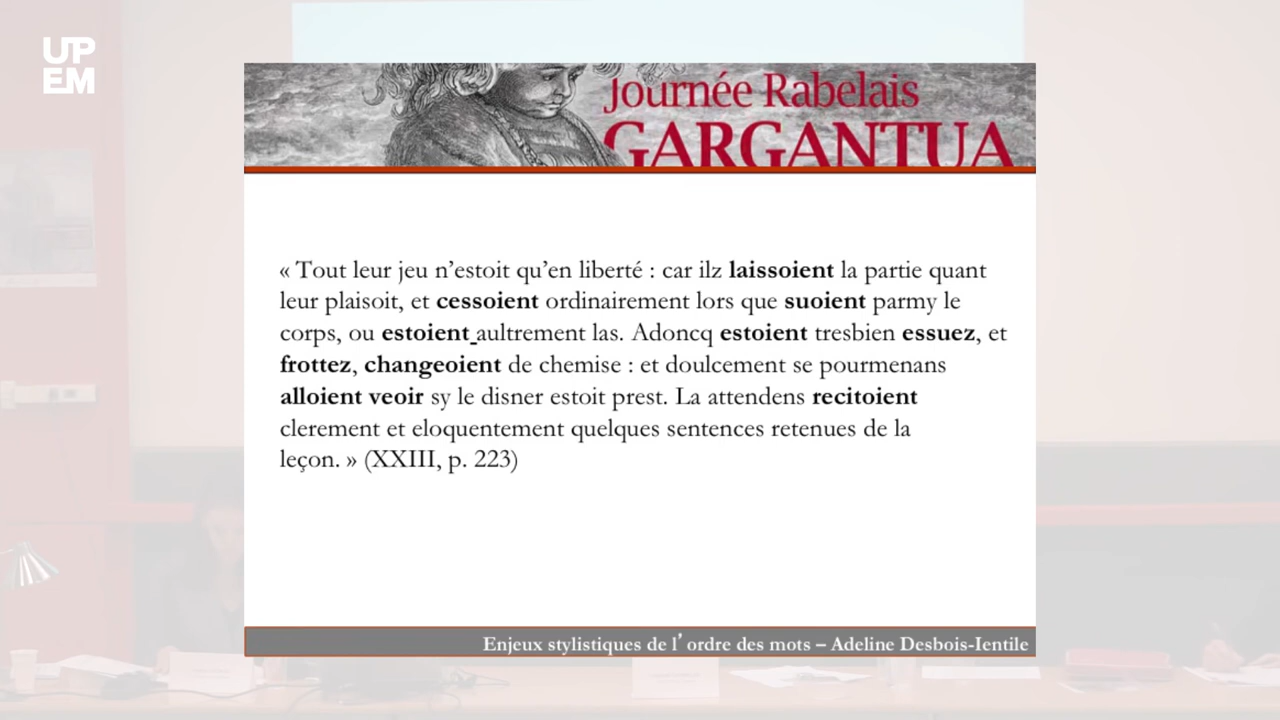 UP
EM
Journée Rabelais
GARGANTUA
« Tout leur jeu n’estoit qu’en liberté : car ilz laissoient la partie quant
leur plaisoit, et cessoient ordinairement lors que suoient parmy le
corps, ou estoient aultrement las. Adoncq estoient tresbien essuez, et
frottez, changeoient de chemise : et doulcement se pourmenans
alloient veoir sy le disner estoit prest. La attendens recitoient
clerement et eloquentement quelques sentences retenues de la
leçon. » (XXIII, p. 223)
Enjeux stylistiques de l’ordre des mots – Adeline Desbois-Ientile